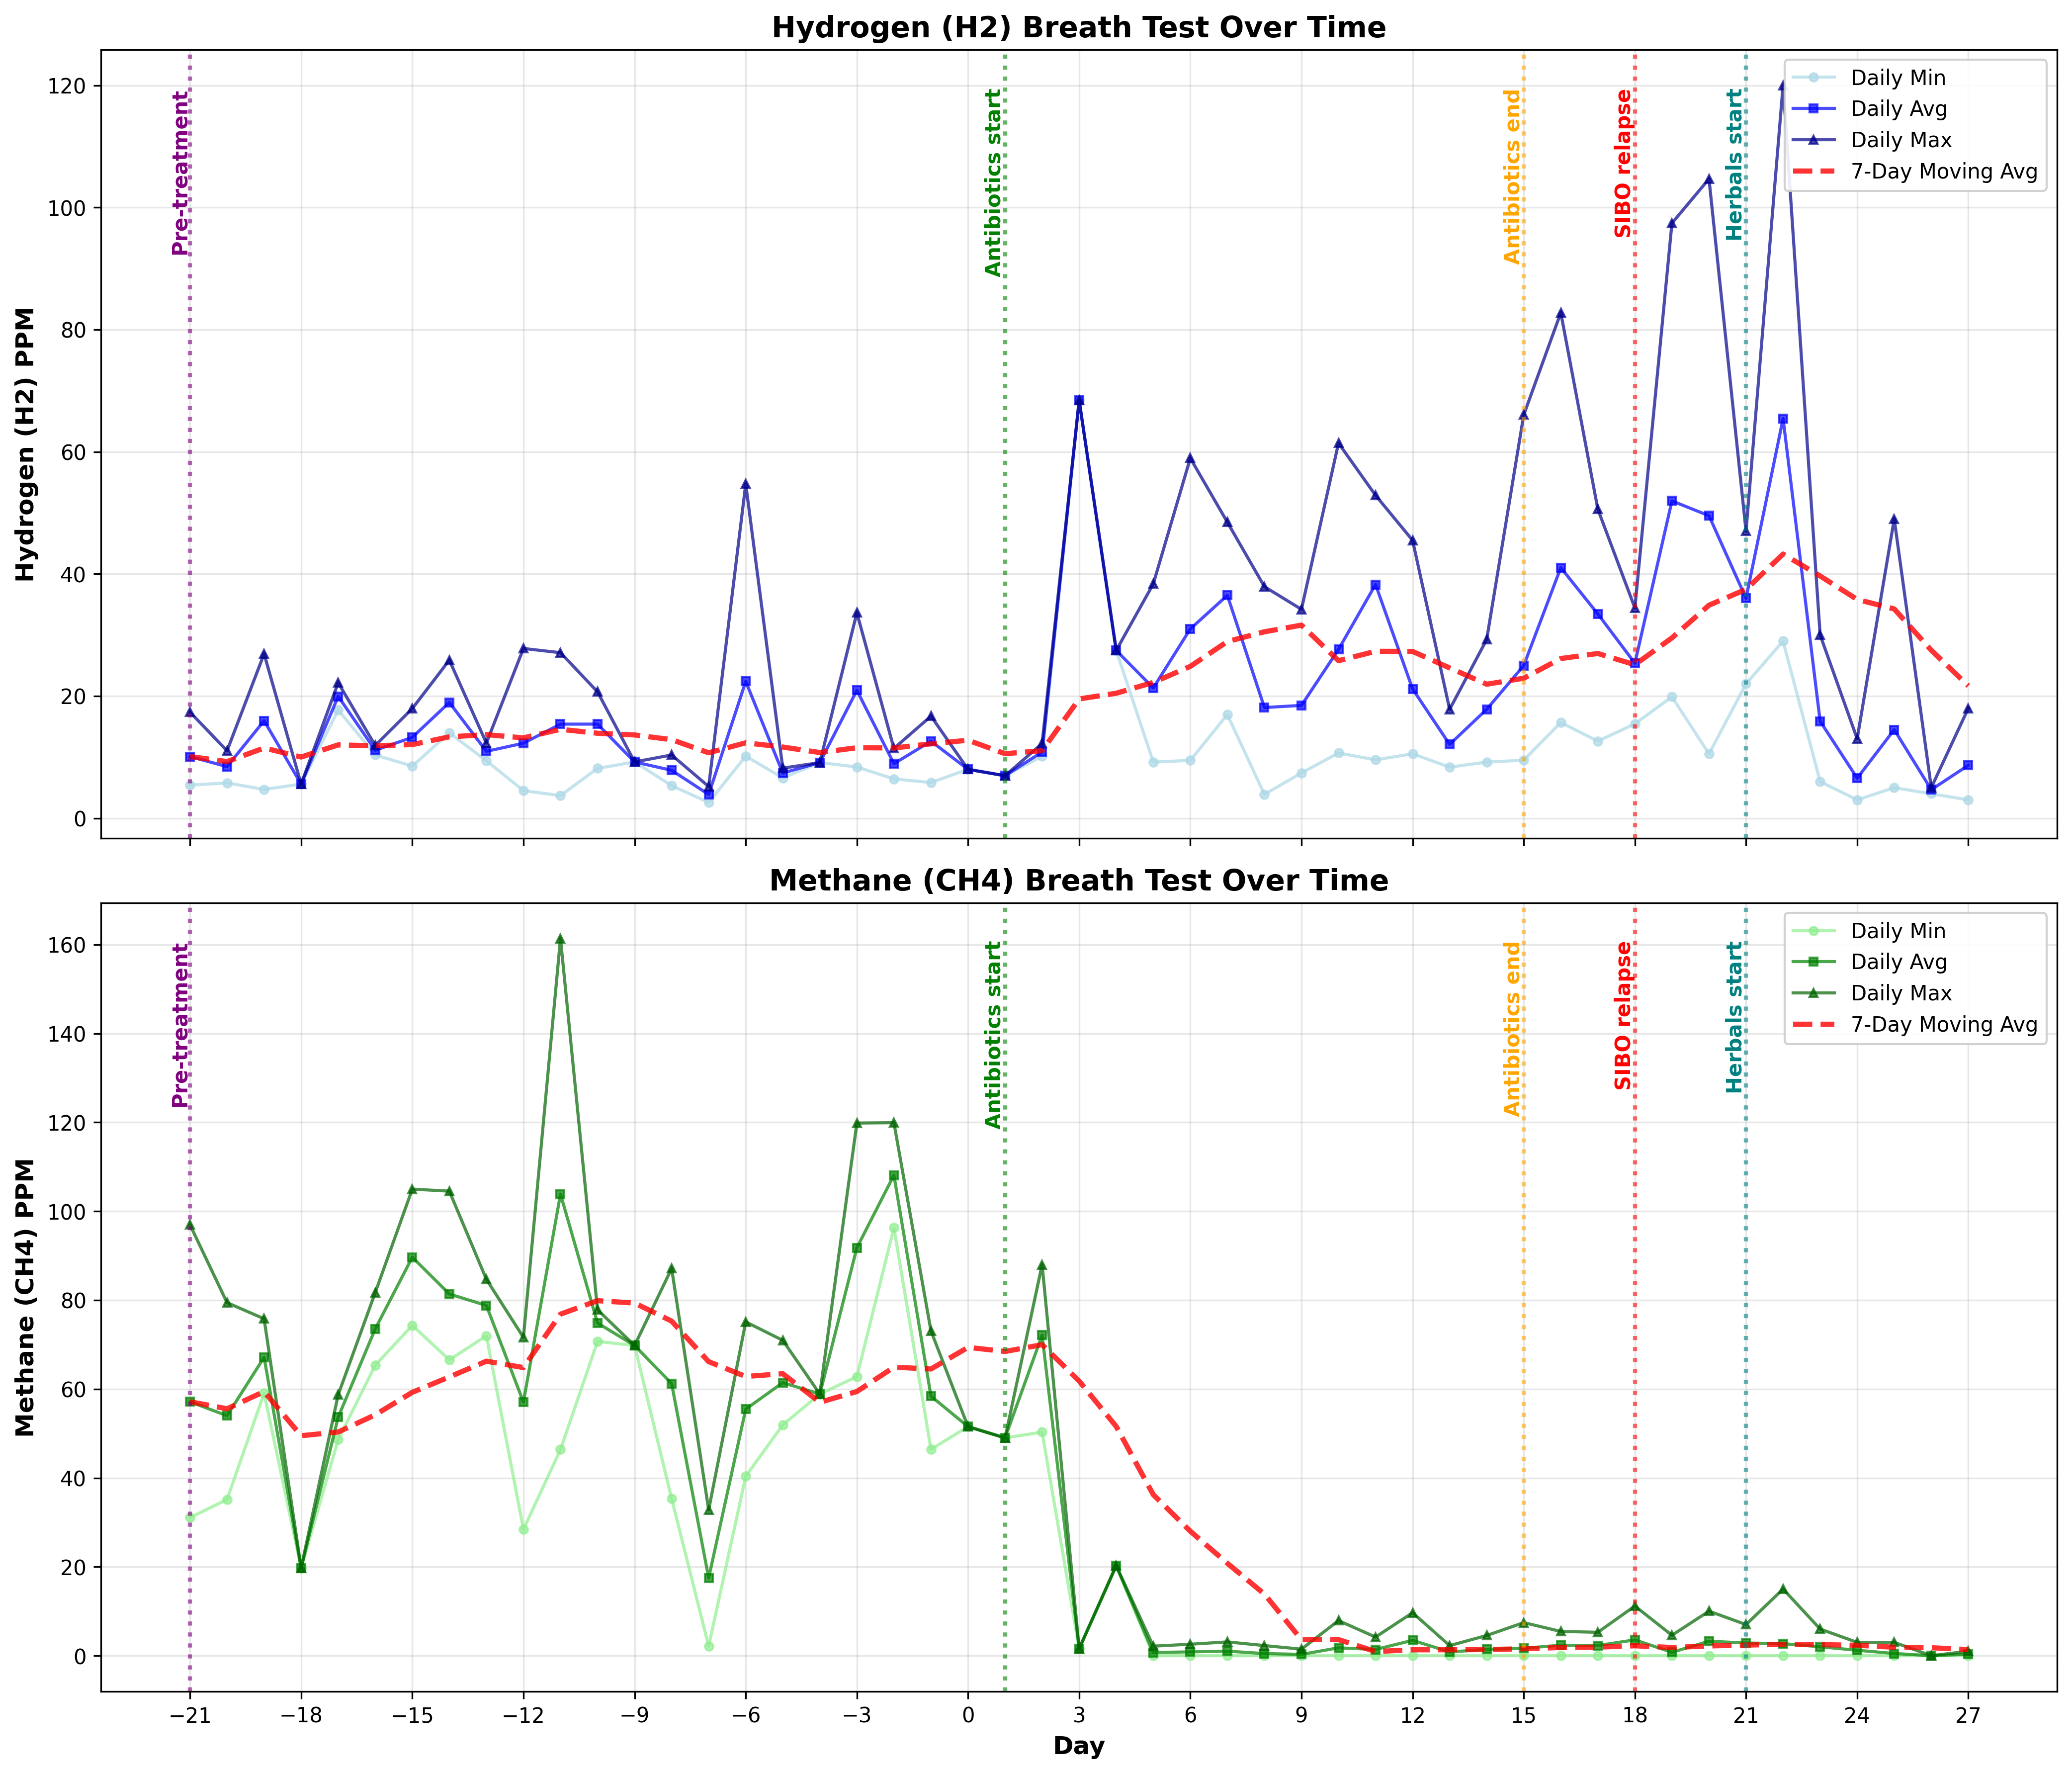 Hydrogen (H2) Breath Test Over Time
Hydrogen (H2) PPM
120
100
80
60
40
20
0
Pre-treatment
Antibiotics start
Antibiotics end
SIBO relapse
Herbals start
Daily Min
Daily Avg
Daily Max
7-Day Moving Avg
Methane (CH4) Breath Test Over Time
Methane (CH4) PPM
160
140
120
100
80
60
40
20
0
Pre-treatment
Antibiotics start
Antibiotics end
SIBO relapse
Herbals start
Daily Min
Daily Avg
Daily Max
7-Day Moving Avg
−21 −18 −15 −12 −9 −6 −3 0 3 6 9 12 15 18 21 24 27
Day